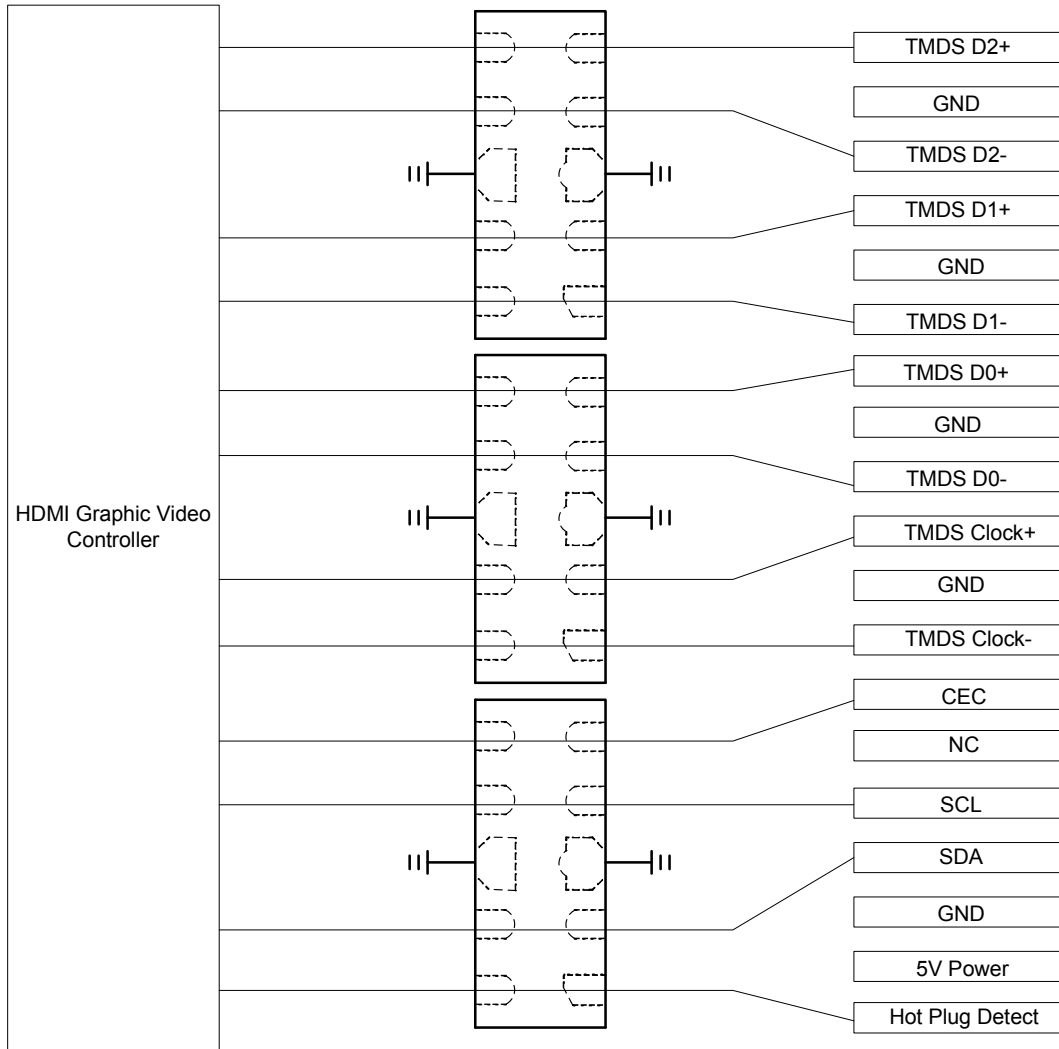 HDMI Graphic Video
Controller
TMDS D2+
GND
TMDS D2-
TMDS D1+
GND
TMDS D1-
TMDS D0+
GND
TMDS D0-
TMDS Clock+
GND
TMDS Clock-
CEC
NC
SCL
SDA
GND
5V Power
Hot Plug Detect